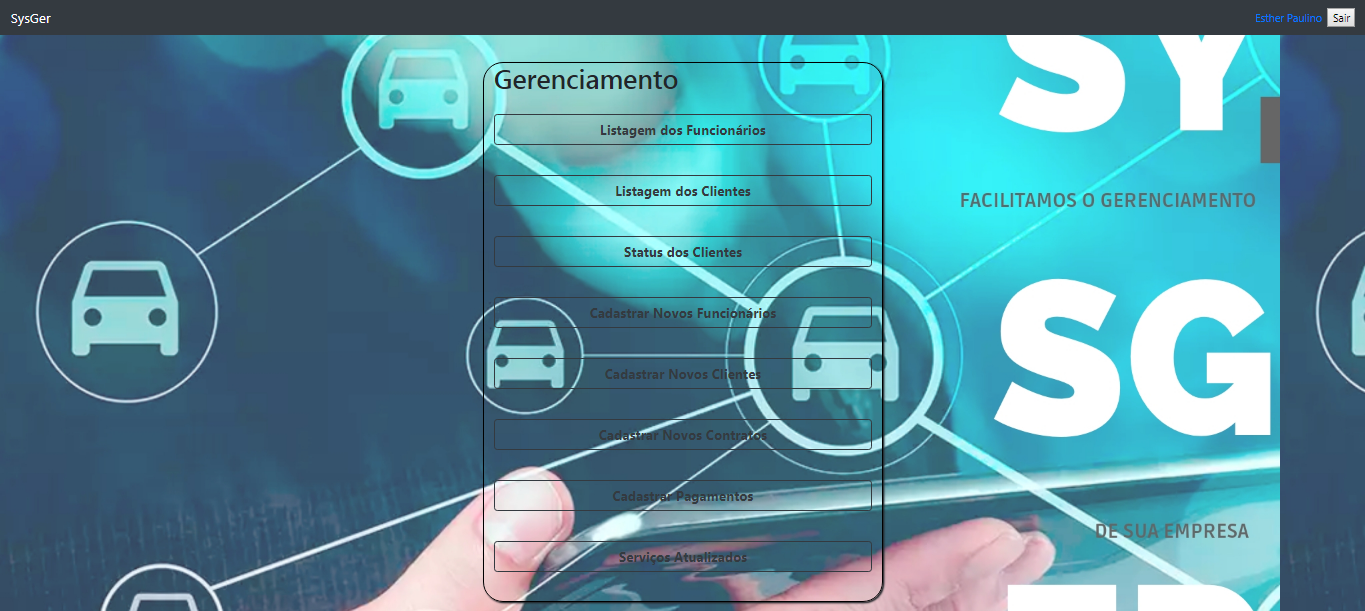 SysGer
Esther Paulino
Sair
Gerenciamento
Listagem dos Funcionários
Listagem dos Clientes
Status dos Clientes
Cadastrar Novos Funcionários
Cadastrar Novos Clientes
Cadastrar Novos Contratos
Cadastrar Pagamentos
Serviços Atualizados
SY
FACILITAMOS O GERENCIAMENTO
SG
DE SUA EMPRESA